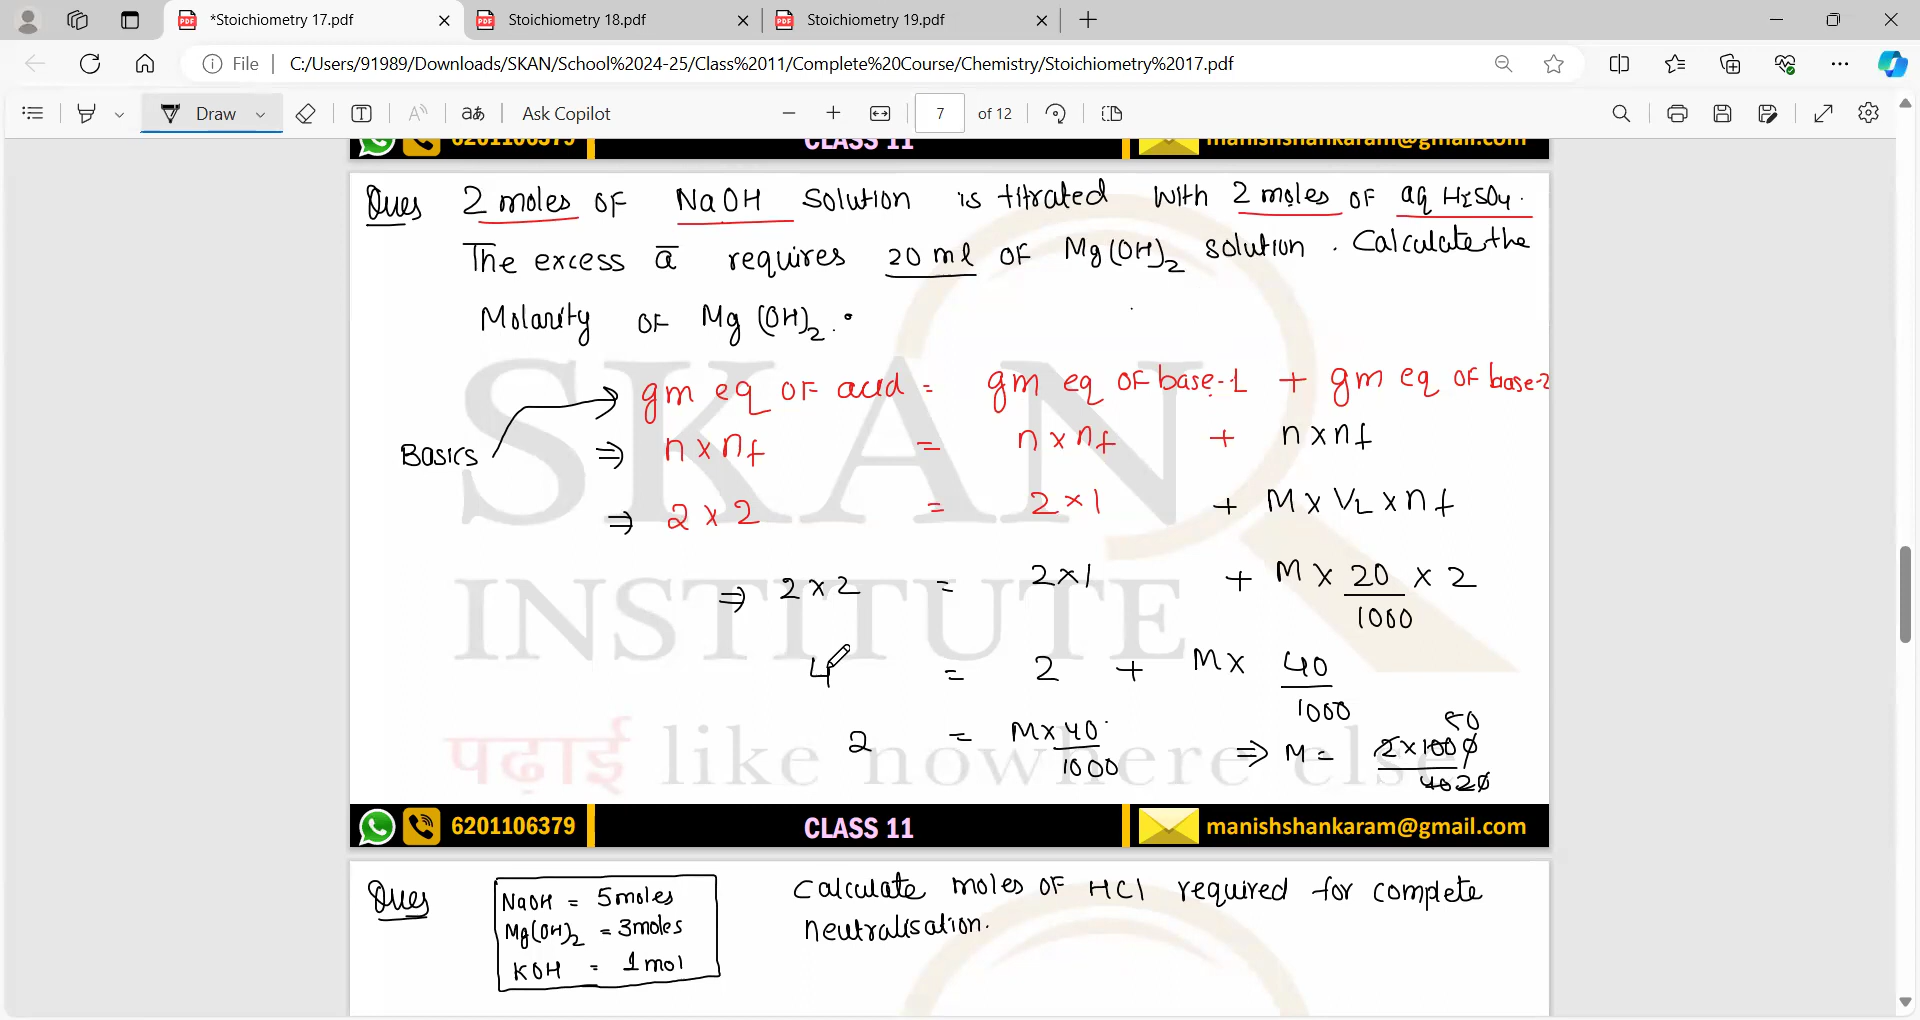 *Stoichiometry 17.pdf
Stoichiometry 18.pdf
Stoichiometry 19.pdf
File
C:/Users/91989/Downloads/SKAN/School%2024-25/Class%2011/Complete%20Course/Chemistry/Stoichiometry%2017.pdf
Draw
Ask Copilot
7 of 12
6201106379 CLASS 11 manishshankaram@gmail.com
Ques 2 moles of NaOH solution is titrated with 2 moles of aq H2SO4.
The excess a̅ requires 20 ml of Mg(OH)2 solution. Calculate the
Molarity of Mg(OH)2.
gm eq of acid = gm eq of base-1 + gm eq of base-2
Basics ⇒ n × nf = n × nf + n × nf
⇒ 2 × 2 = 2 × 1 + M × VL × nf
⇒ 2 × 2 = 2 × 1 + M × 20/1000 × 2
4 = 2 + M × 40/1000
2 = M × 40/1000 ⇒ M = 2 × 1000/40 20 50
SKAN
INSTITUTE
पढ़ाई like nowhere else
6201106379 CLASS 11 manishshankaram@gmail.com
Ques NaOH = 5 moles
Mg(OH)2 = 3 moles
KOH = 1 mol
Calculate moles of HCl required for complete
neutralisation.